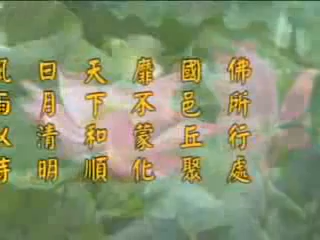 佛所行處
國邑丘聚
靡不蒙化
天下和順
日月清明
風雨以時